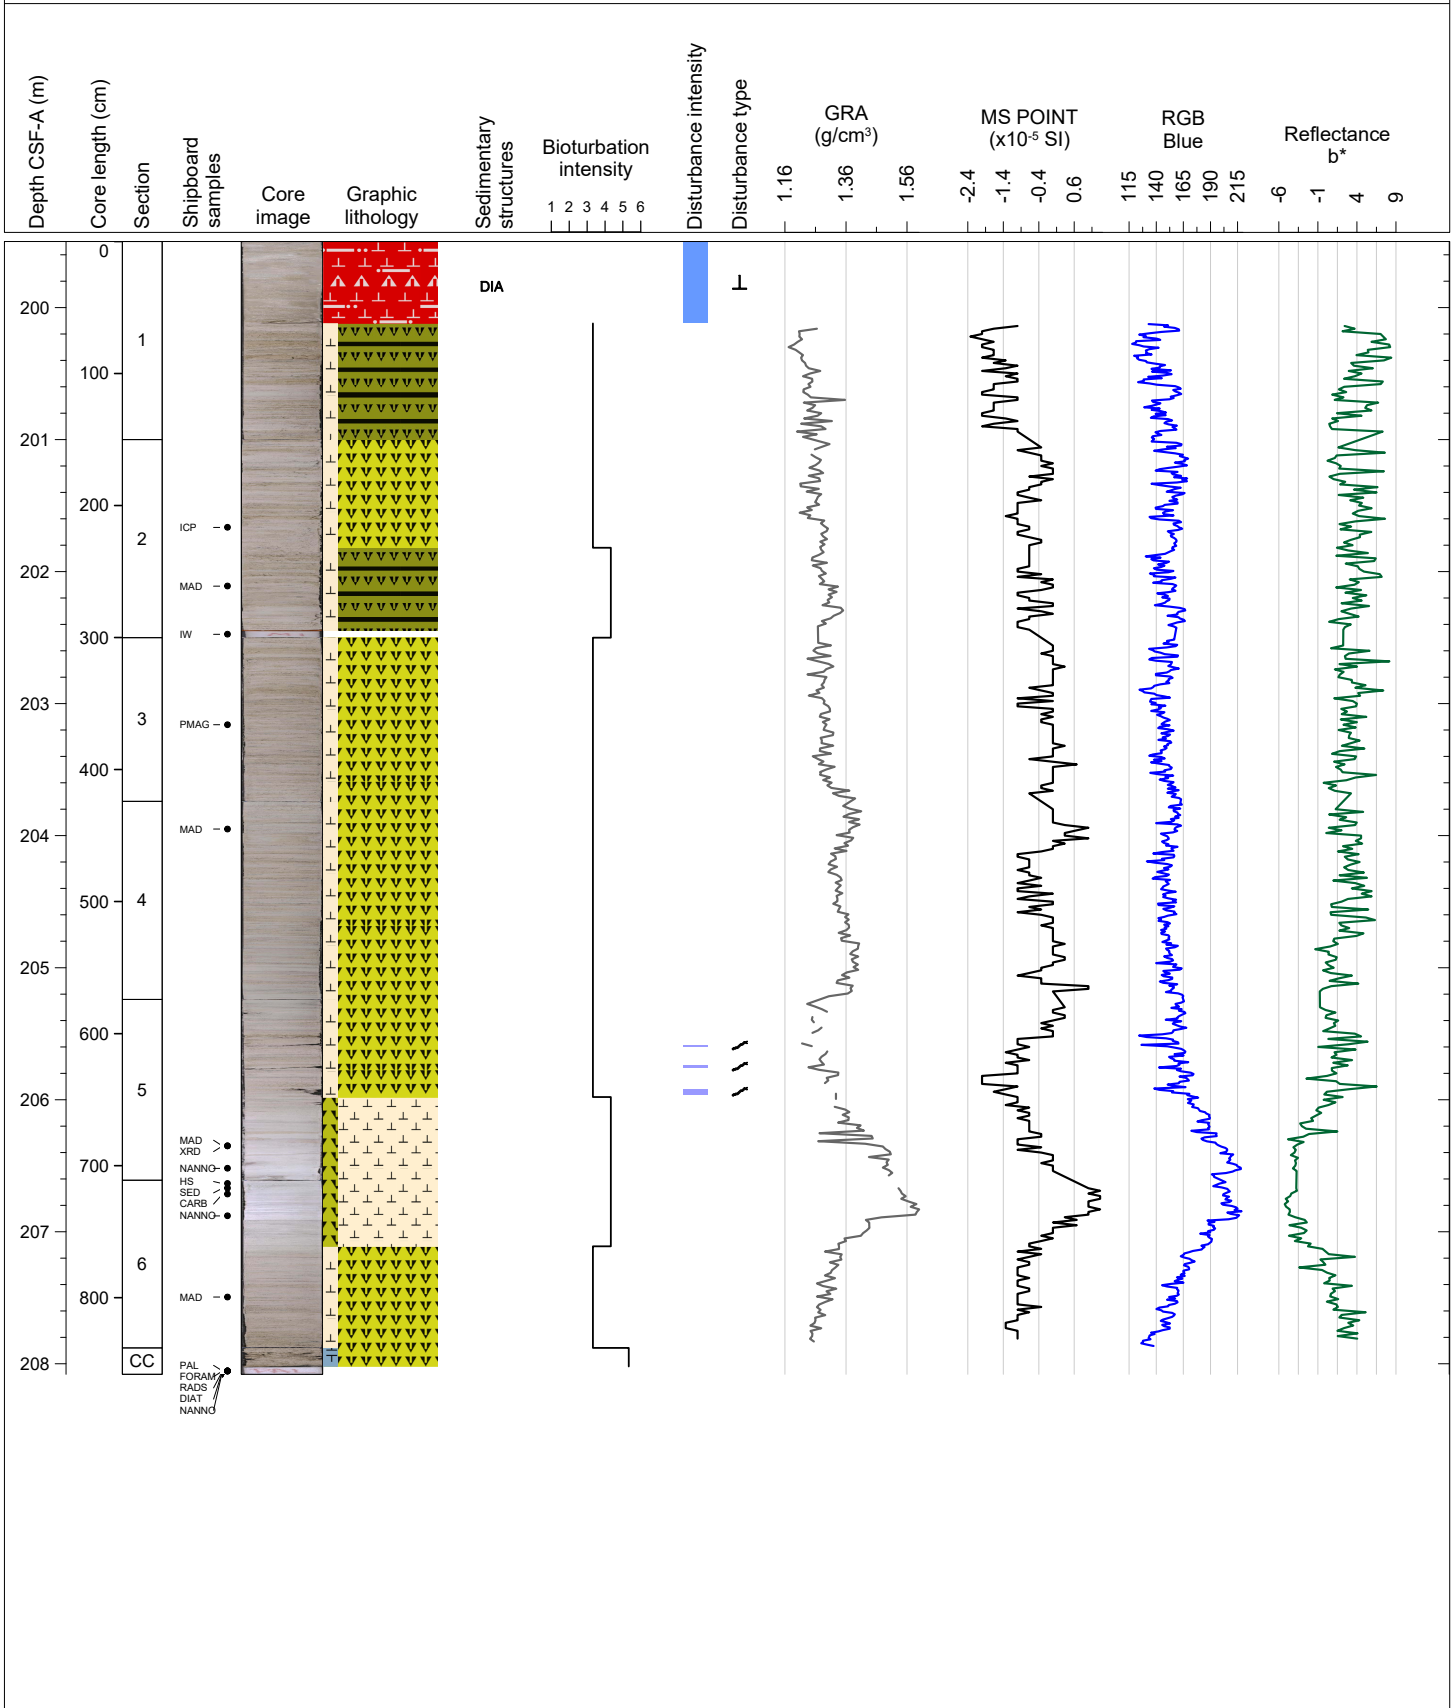 Depth CSF-A (m)
Core length (cm)
Section
Shipboard
samples
Core
image
Graphic
lithology
Sedimentary
structures
Bioturbation
intensity
1 2 3 4 5 6
Disturbance intensity
Disturbance type
GRA
(g/cm³)
1.16
1.36
1.56
MS POINT
(x10⁻⁵ SI)
-2.4
-1.4
-0.4
0.6
RGB
Blue
115
140
165
190
215
Reflectance
b*
-6
-1
4
9
200
201
202
203
204
205
206
207
208
0
100
200
300
400
500
600
700
800
1
2
3
4
5
6
CC
ICP
MAD
IW
PMAG
MAD
MAD
XRD
NANNO
HS
SED
CARB
NANNO
MAD
PAL
FORAM
RADS
DIAT
NANNO
DIA